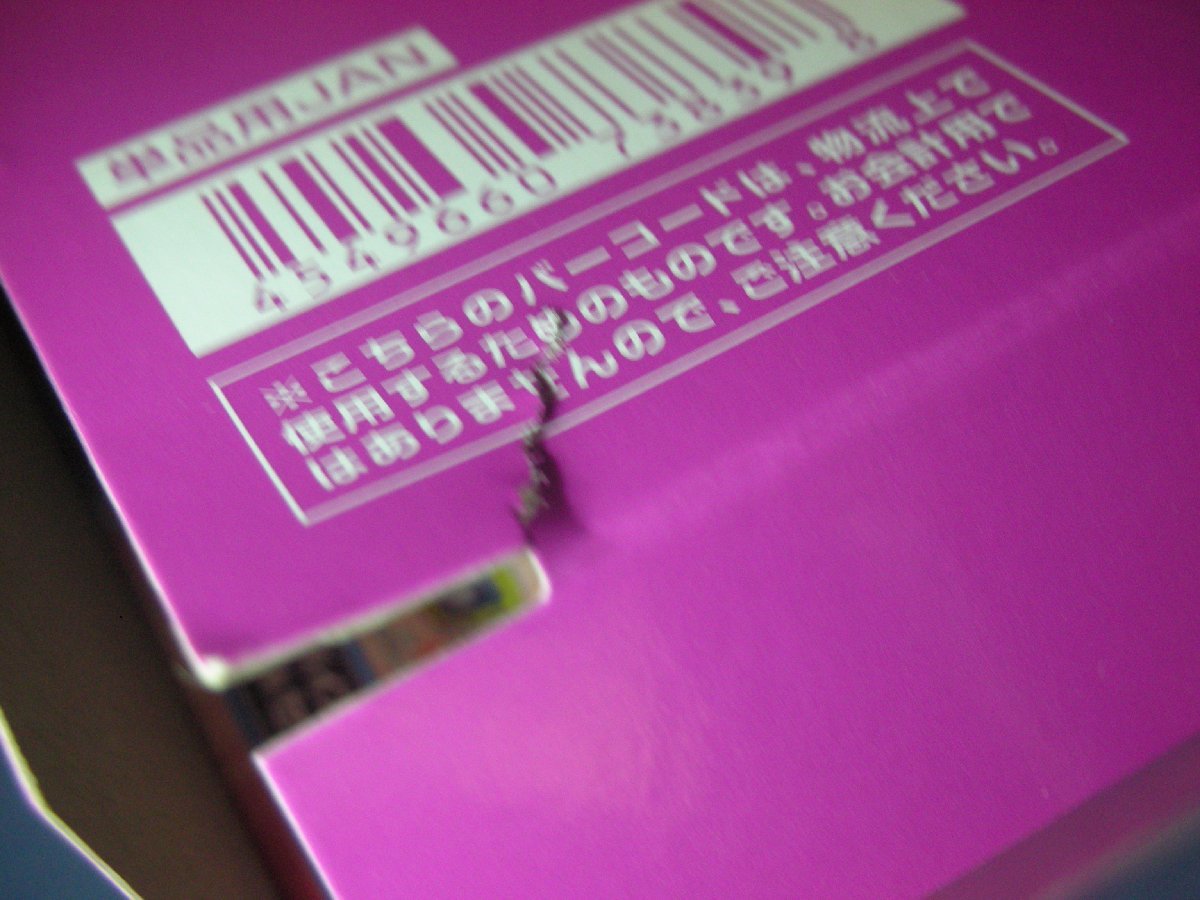 単品用JAN
4549660 758398
※こちらのバーコードは、物流上で
使用するためのものです。お会計用で
はありませんので、ご注意ください。